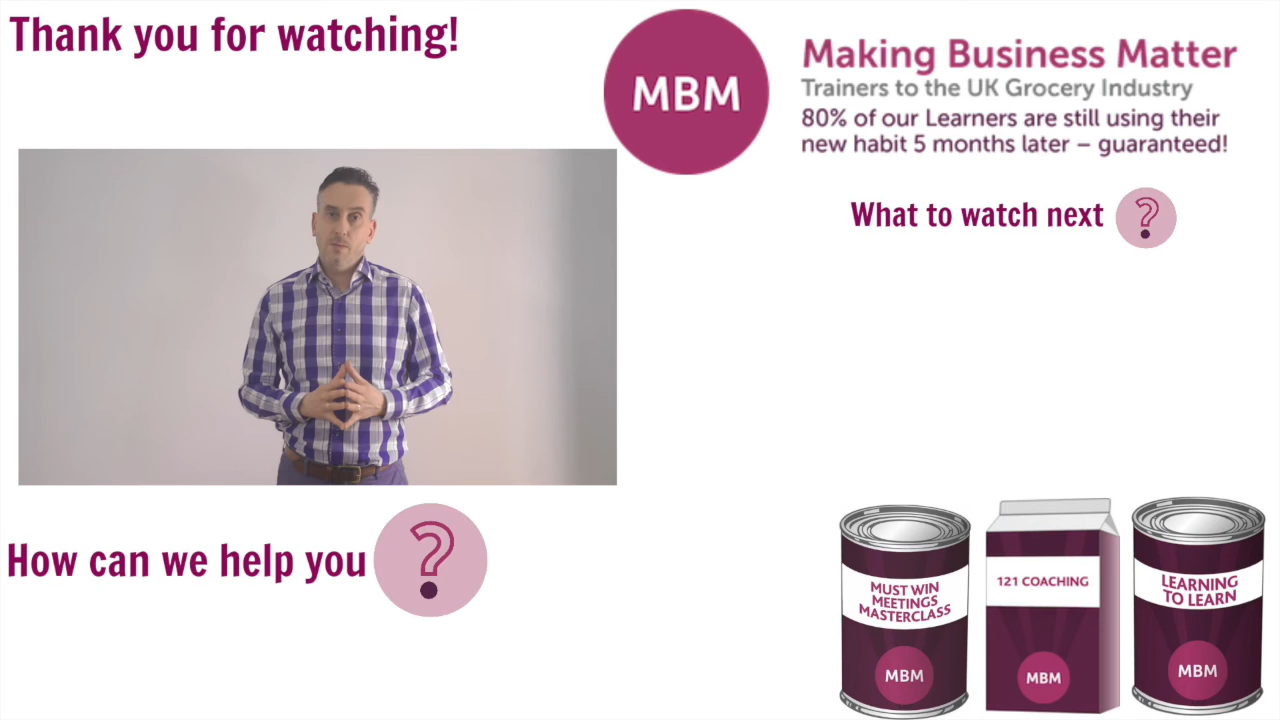 Thank you for watching!
MBM
Making Business Matter
Trainers to the UK Grocery Industry
80% of our Learners are still using their
new habit 5 months later – guaranteed!
What to watch next ?
How can we help you ?
MUST WIN
MEETINGS
MASTERCLASS
MBM
121 COACHING
MBM
LEARNING
TO LEARN
MBM